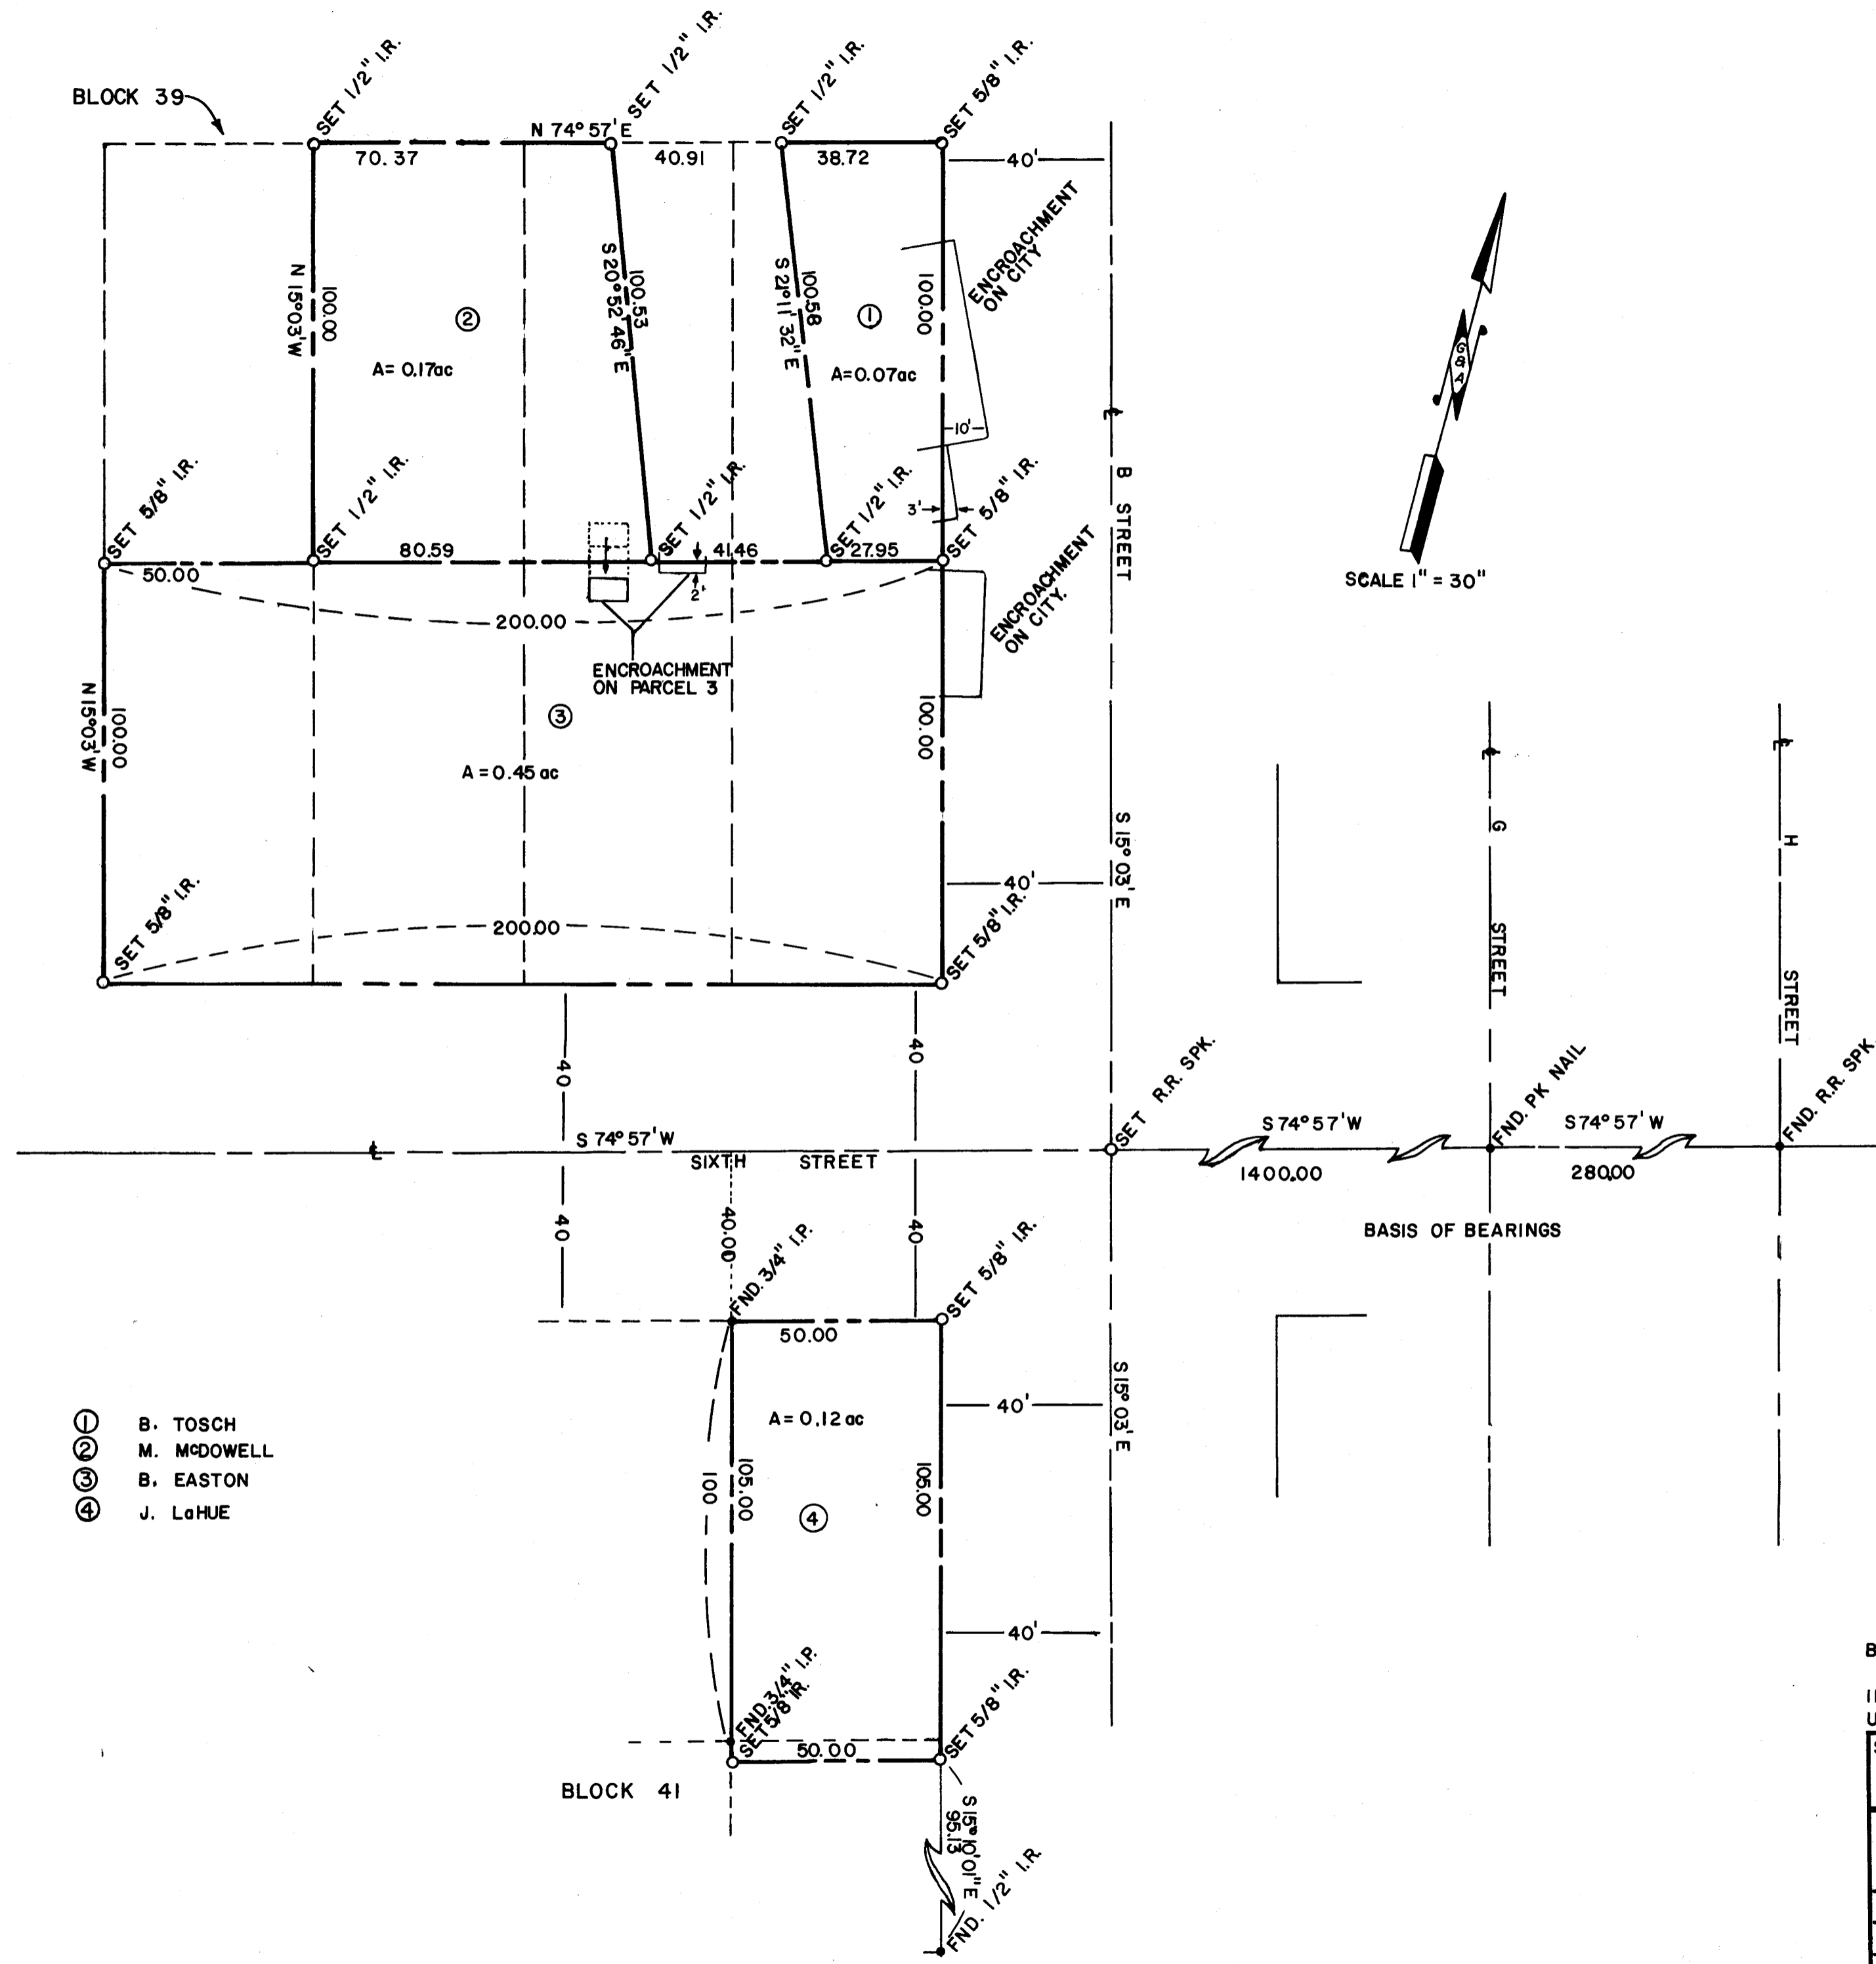 BLOCK 39
SET 1/2" I.R.
SET 1/2" I.R.
SET 1/2" I.R.
SET 5/8" I.R.
N 74° 57' E
70.37
40.91
38.72
40'
ENCROACHMENT
ON CITY
N 15°03' W
100.00
②
A= 0.17ac
S 20° 52' 46" E
100.53
S 21° 11' 32" E
100.58
①
A=0.07ac
100.00
10'
3'
G&A
SCALE 1" = 30"
B STREET
SET 5/8" I.R.
SET 1/2" I.R.
SET 1/2" I.R.
SET 1/2" I.R.
SET 5/8" I.R.
50.00
80.59
41.46
27.95
2'
200.00
ENCROACHMENT
ON PARCEL 3
ENCROACHMENT
ON CITY.
N 15°03' W
100.00
③
A = 0.45 ac
100.00
S 15° 03' E
40'
G STREET
H STREET
SET 5/8" I.R.
200.00
SET 5/8" I.R.
40
40
SET R.R. SPK.
FND. PK NAIL
FND. R.R. SPK.
S 74° 57' W
SIXTH STREET
S 74° 57' W
1400.00
S 74° 57' W
280.00
BASIS OF BEARINGS
40
40.00
40
FND. 3/4" I.P.
SET 5/8" I.R.
50.00
A= 0.12 ac
40'
S 15° 03' E
100
105.00
④
105.00
40'
① B. TOSCH
② M. McDOWELL
③ B. EASTON
④ J. LaHUE
FND. 3/4" I.P.
SET 5/8" I.R.
SET 5/8" I.R.
50.00
BLOCK 41
S 15° 10' 01" E
95.13
FND. 1/2" I.R.
B